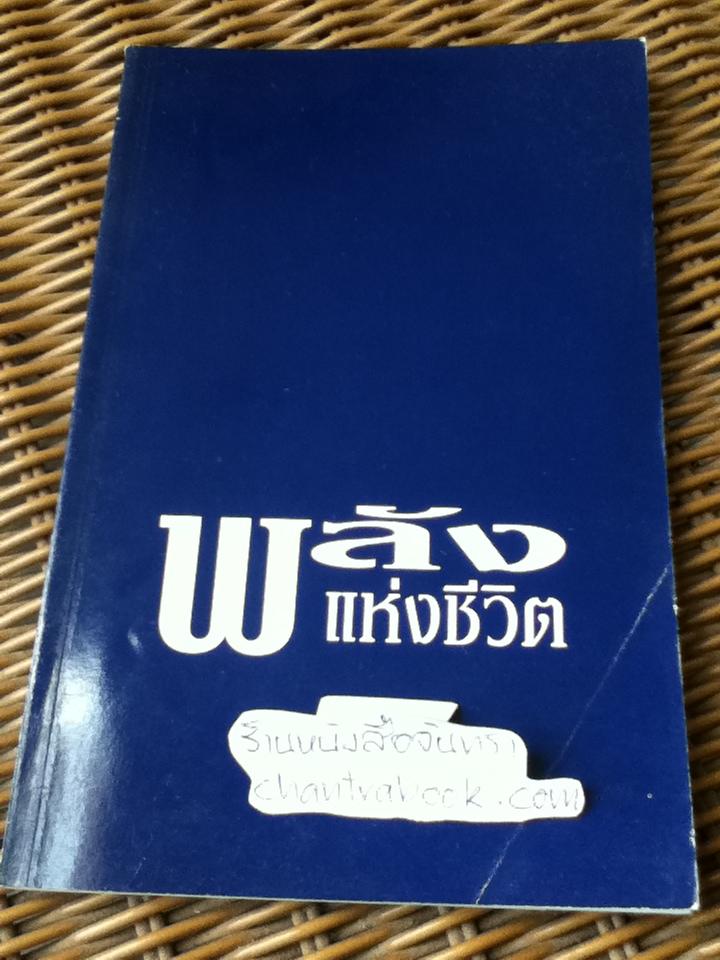 พลัง
แห่งชีวิต
ร้านหนังสือจันทรา
chantrabook.com